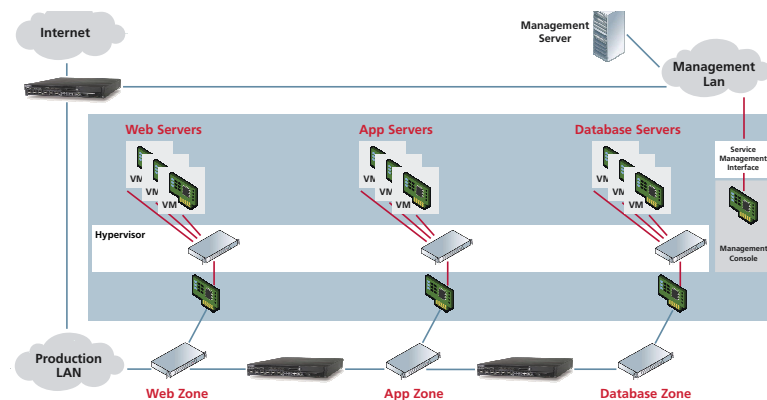 Internet
Management
Server
Management
Lan
Web Servers
App Servers
Database Servers
Service
Management
Interface
VM
VM
VM
VM
VM
VM
VM
VM
VM
Hypervisor
Management
Console
Production
LAN
Web Zone
App Zone
Database Zone